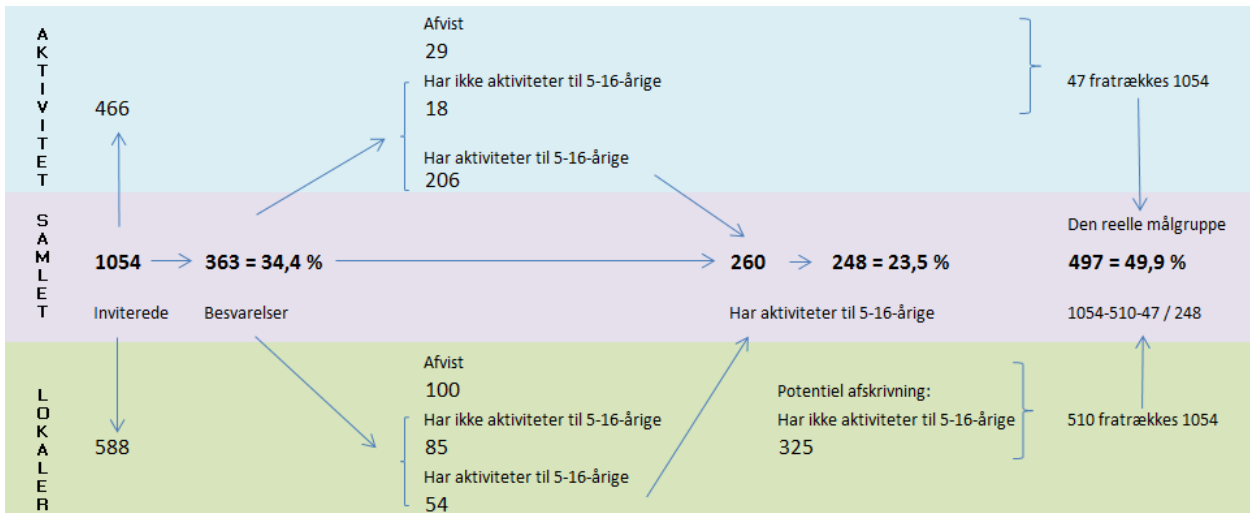 AKTIVITET
Afvist
29
Har ikke aktiviteter til 5-16-årige
18
Har aktiviteter til 5-16-årige
206
466
47 fratrækkes 1054
SAMLET
1054
363 = 34,4 %
260
248 = 23,5 %
Den reelle målgruppe
497 = 49,9 %
Inviterede
Besvarelser
Har aktiviteter til 5-16-årige
1054-510-47 / 248
LOKALER
588
Afvist
100
Har ikke aktiviteter til 5-16-årige
85
Har aktiviteter til 5-16-årige
54
Potentiel afskrivning:
Har ikke aktiviteter til 5-16-årige
325
510 fratrækkes 1054